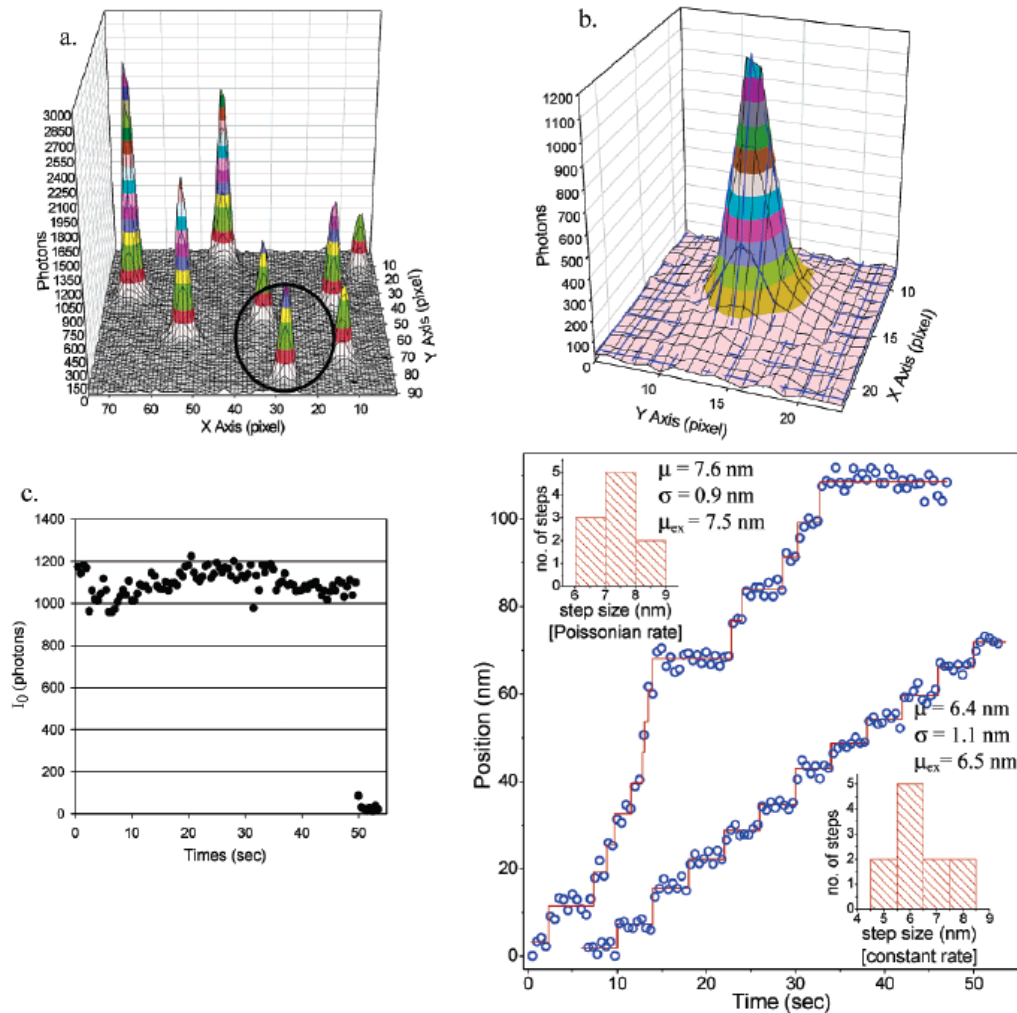 a.
3000
2850
2700
2550
2400
2250
2100
1950
1800
1650
1500
1350
1200
1050
900
750
600
450
300
150
0
Photons
70 60 50 40 30 20 10
X Axis (pixel)
10
20
30
40
50
60
70
80
90
Y Axis (pixel)
b.
1200
1100
1000
900
800
700
600
500
400
300
200
100
0
Photons
10 15 20
Y Axis (pixel)
10
15
20
X Axis (pixel)
c.
1400
1200
1000
800
600
400
200
0
I0 (photons)
0 10 20 30 40 50
Times (sec)
100
80
60
40
20
0
Position (nm)
0 10 20 30 40 50
Time (sec)
5
4
3
2
1
0
no. of steps
6 7 8 9
step size (nm)
[Poissonian rate]
μ = 7.6 nm
σ = 0.9 nm
μex = 7.5 nm
μ = 6.4 nm
σ = 1.1 nm
μex = 6.5 nm
5
4
3
2
1
0
no. of steps
4 5 6 7 8 9
step size (nm)
[constant rate]